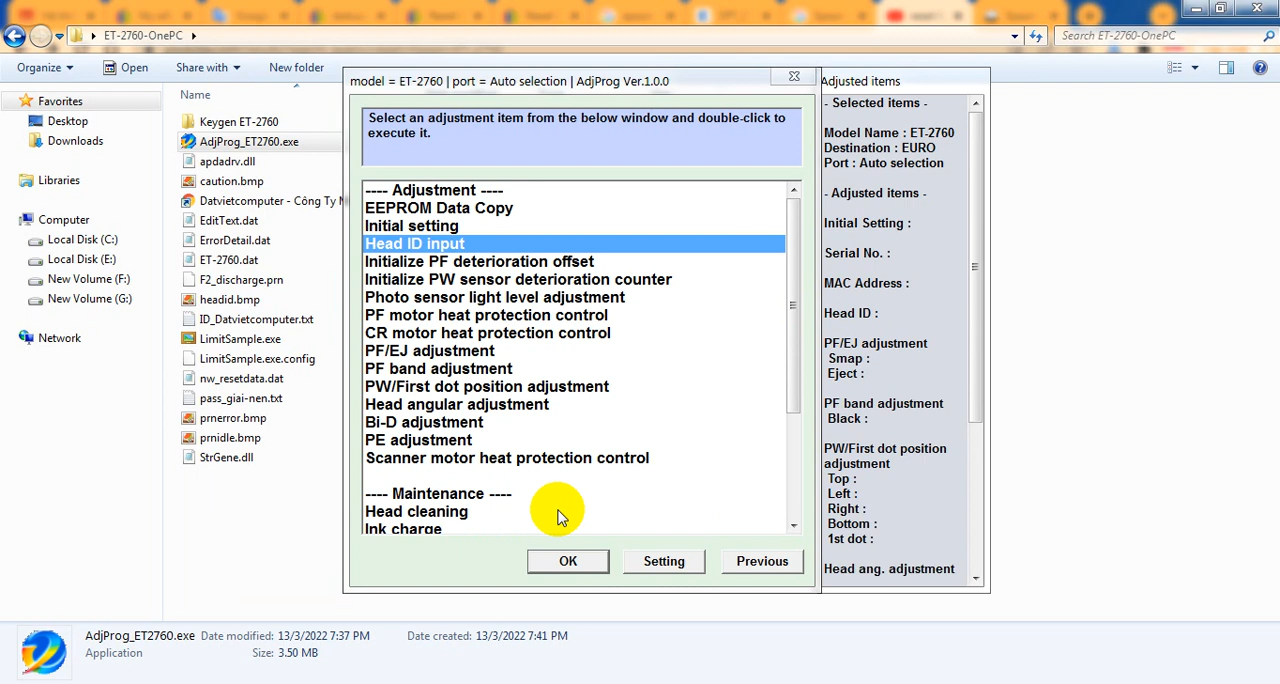 ET-2760-OnePC
Search ET-2760-OnePC
Organize
Open
Share with
New folder
Favorites
Desktop
Downloads
Libraries
Computer
Local Disk (C:)
Local Disk (E:)
New Volume (F:)
New Volume (G:)
Network
Name
Keygen ET-2760
AdjProg_ET2760.exe
apdadrv.dll
caution.bmp
Datvietcomputer - Công Ty
EditText.dat
ErrorDetail.dat
ET-2760.dat
F2_discharge.prn
headid.bmp
ID_Datvietcomputer.txt
LimitSample.exe
LimitSample.exe.config
nw_resetdata.dat
pass_giai-nen.txt
prnerror.bmp
prnidle.bmp
StrGene.dll
model = ET-2760 | port = Auto selection | AdjProg Ver.1.0.0
Select an adjustment item from the below window and double-click to
execute it.
---- Adjustment ----
EEPROM Data Copy
Initial setting
Head ID input
Initialize PF deterioration offset
Initialize PW sensor deterioration counter
Photo sensor light level adjustment
PF motor heat protection control
CR motor heat protection control
PF/EJ adjustment
PF band adjustment
PW/First dot position adjustment
Head angular adjustment
Bi-D adjustment
PE adjustment
Scanner motor heat protection control
---- Maintenance ----
Head cleaning
Ink charge
OK
Setting
Previous
Adjusted items
- Selected items -
Model Name : ET-2760
Destination : EURO
Port : Auto selection
- Adjusted items -
Initial Setting :
Serial No. :
MAC Address :
Head ID :
PF/EJ adjustment
Smap :
Eject :
PF band adjustment
Black :
PW/First dot position
adjustment
Top :
Left :
Right :
Bottom :
1st dot :
Head ang. adjustment
AdjProg_ET2760.exe Date modified: 13/3/2022 7:37 PM Date created: 13/3/2022 7:41 PM
Application Size: 3.50 MB